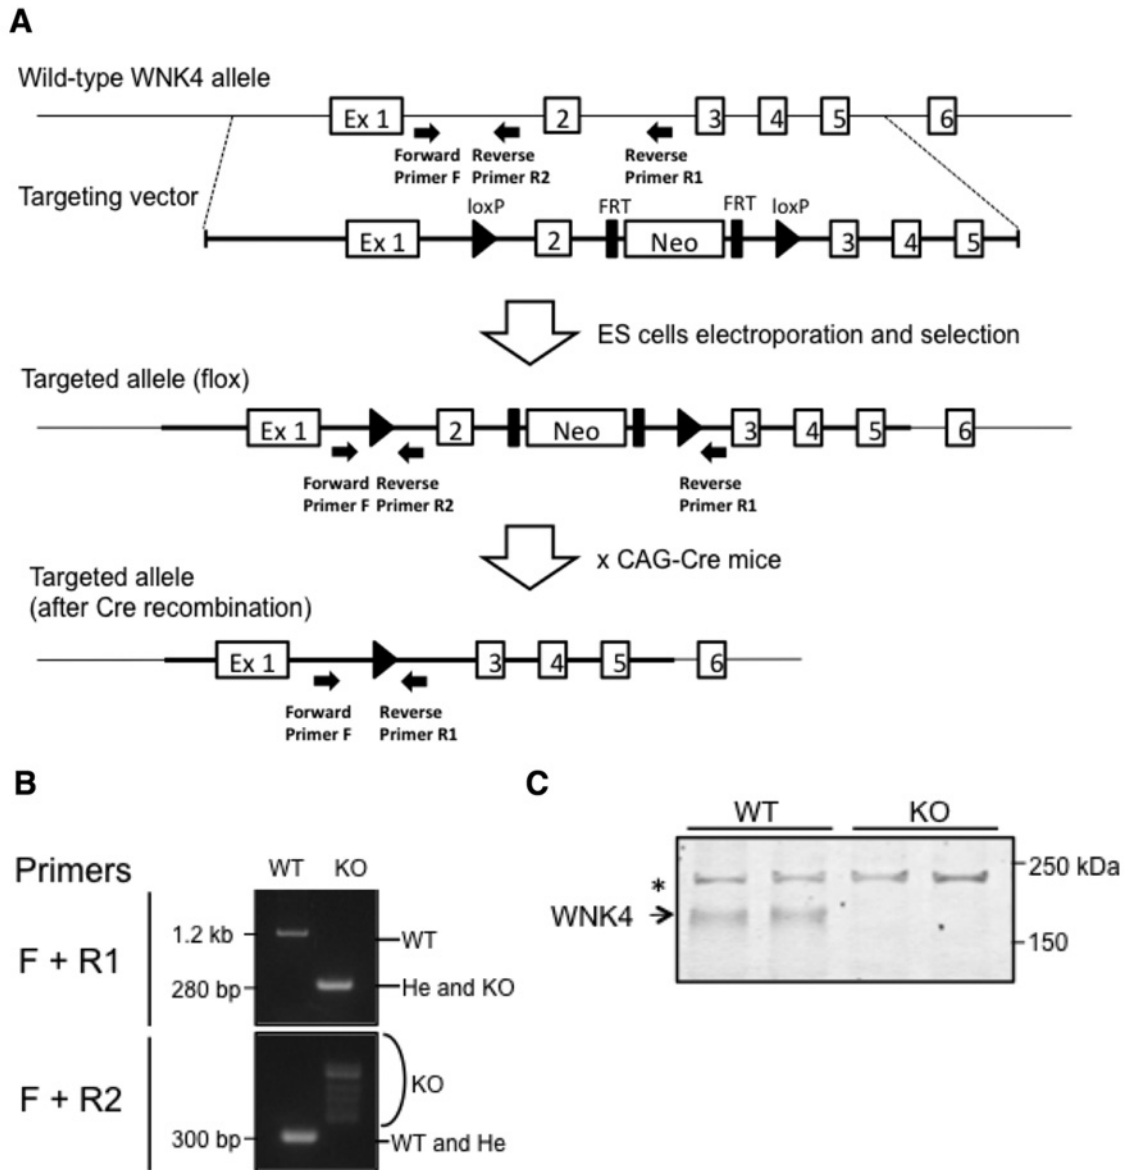 A
Wild-type WNK4 allele
Ex 1 2 3 4 5 6
Forward Reverse Reverse
Primer F Primer R2 Primer R1
Targeting vector
loxP FRT FRT loxP
Ex 1 2 Neo 3 4 5
ES cells electroporation and selection
Targeted allele (flox)
Ex 1 2 Neo 3 4 5 6
Forward Reverse Reverse
Primer F Primer R2 Primer R1
x CAG-Cre mice
Targeted allele
(after Cre recombination)
Ex 1 3 4 5 6
Forward Reverse
Primer F Primer R1
B
Primers WT KO
F + R1
1.2 kb WT
280 bp He and KO
F + R2
KO
300 bp WT and He
C
WT KO
250 kDa
*
WNK4
150